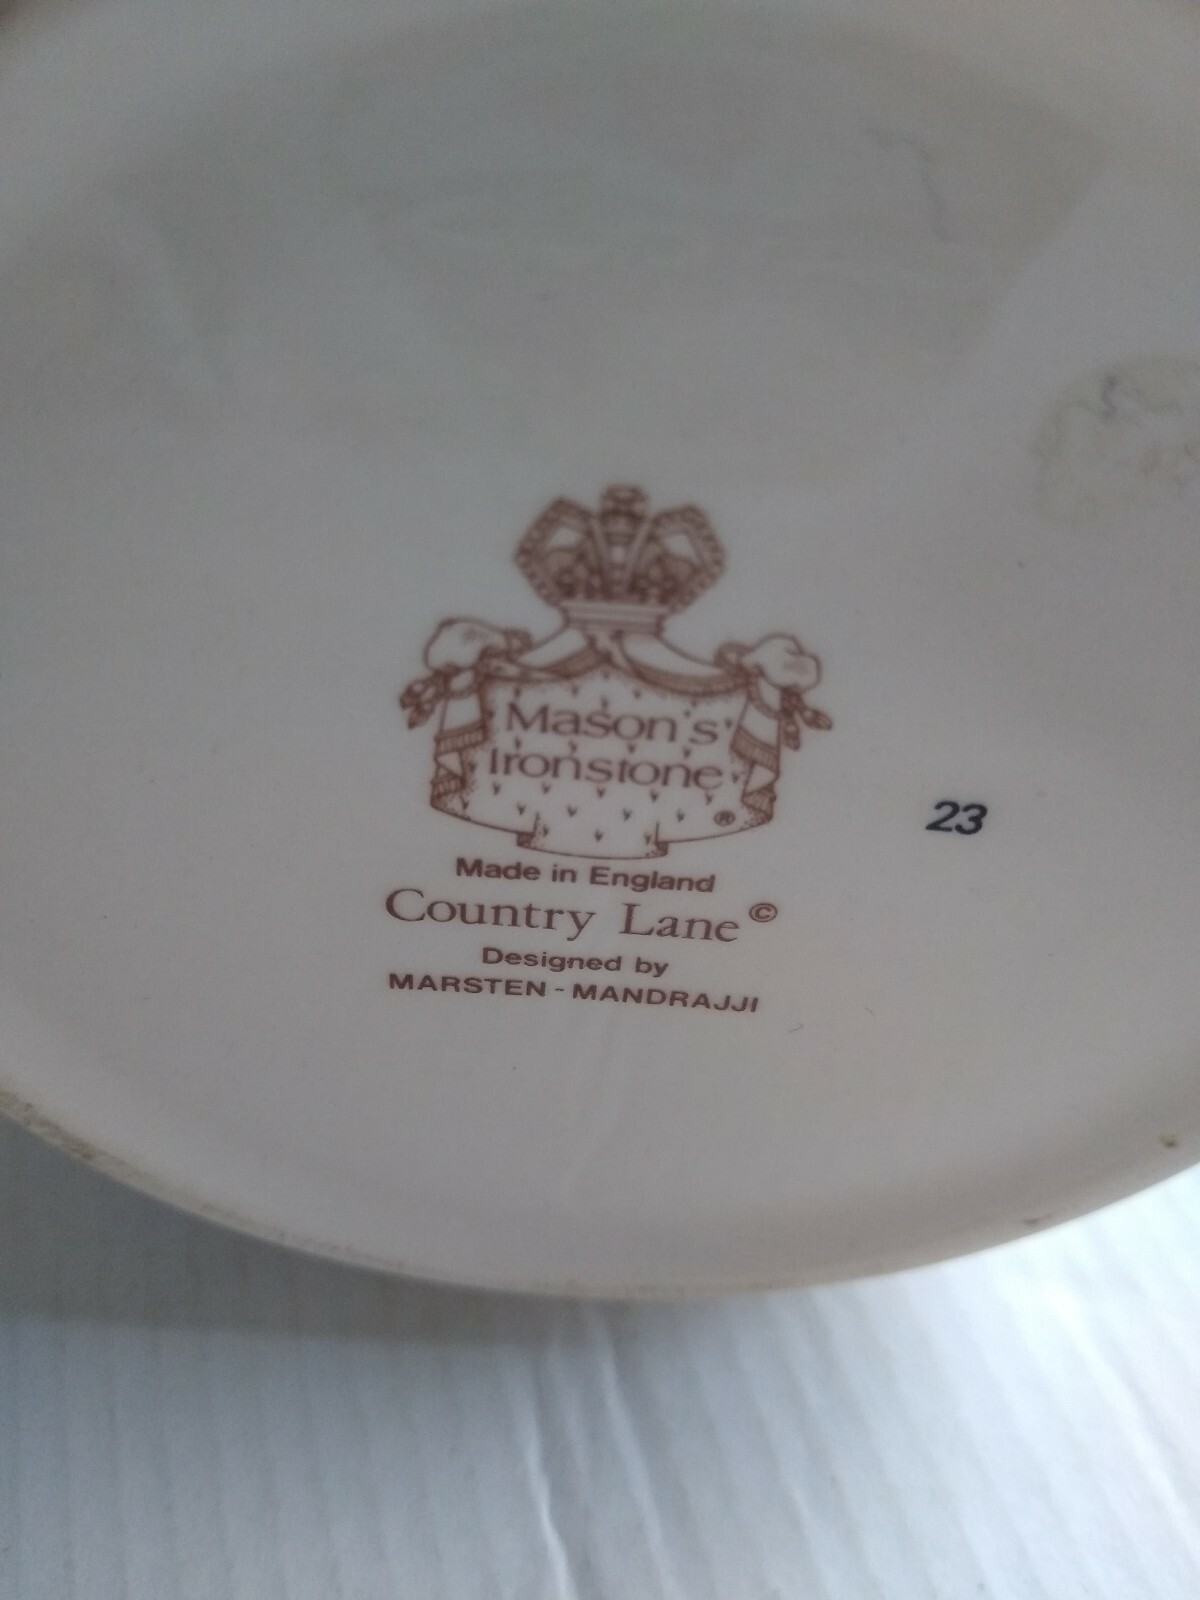 Mason's
Ironstone
®
23
Made in England
Country Lane ©
Designed by
MARSTEN - MANDRAJJI